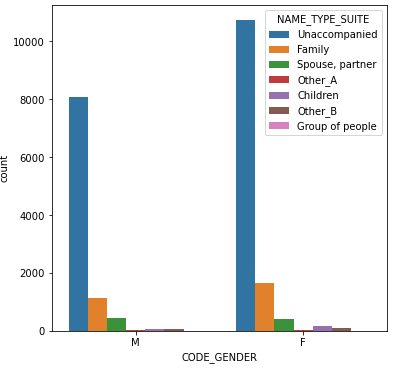 NAME_TYPE_SUITE
Unaccompanied
Family
Spouse, partner
Other_A
Children
Other_B
Group of people
10000
8000
6000
4000
2000
0
count
M
F
CODE_GENDER